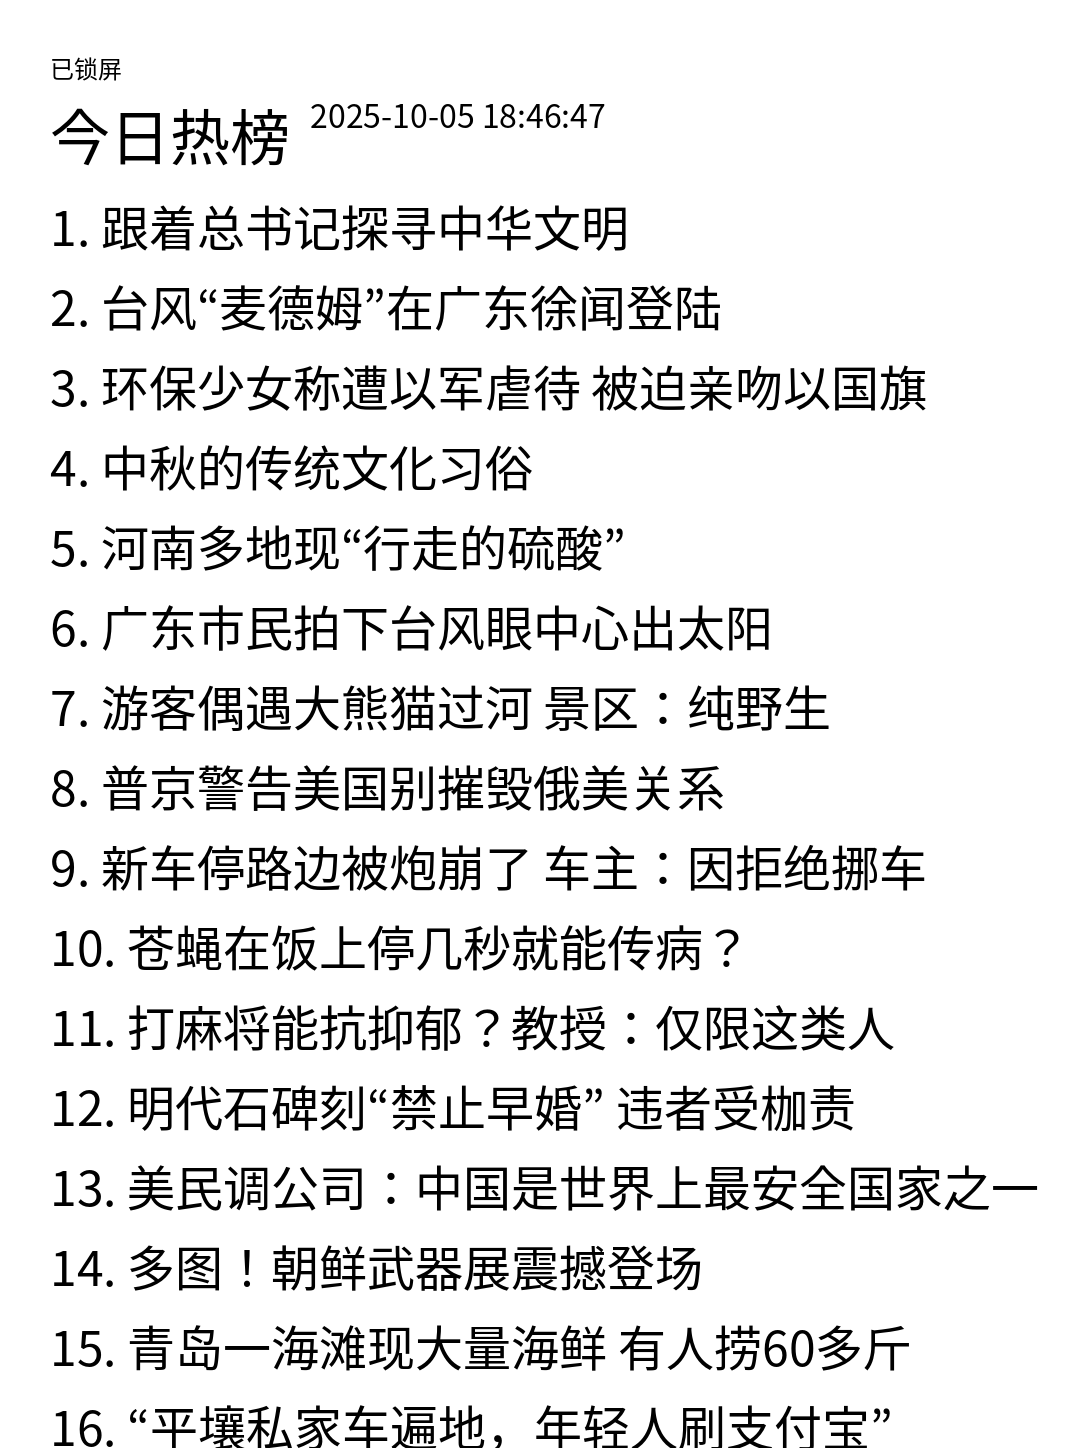 已锁屏
今日热榜 2025-10-05 18:46:47
1. 跟着总书记探寻中华文明
2. 台风“麦德姆”在广东徐闻登陆
3. 环保少女称遭以军虐待 被迫亲吻以国旗
4. 中秋的传统文化习俗
5. 河南多地现“行走的硫酸”
6. 广东市民拍下台风眼中心出太阳
7. 游客偶遇大熊猫过河 景区：纯野生
8. 普京警告美国别摧毁俄美关系
9. 新车停路边被炮崩了 车主：因拒绝挪车
10. 苍蝇在饭上停几秒就能传病？
11. 打麻将能抗抑郁？教授：仅限这类人
12. 明代石碑刻“禁止早婚” 违者受枷责
13. 美民调公司：中国是世界上最安全国家之一
14. 多图！朝鲜武器展震撼登场
15. 青岛一海滩现大量海鲜 有人捞60多斤
16. “平壤私家车遍地，年轻人刷支付宝”